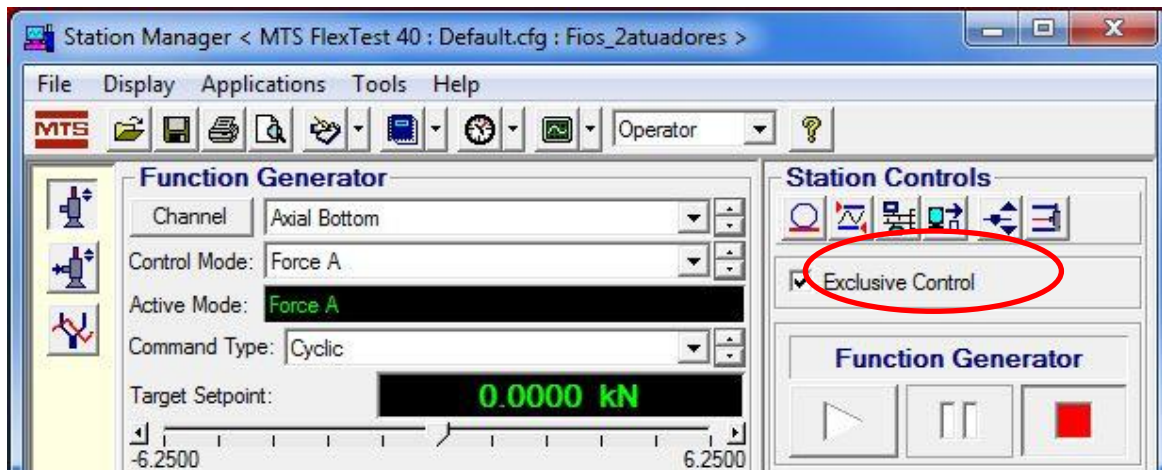 Station Manager < MTS FlexTest 40 : Default.cfg : Fios_2atuadores >
File Display Applications Tools Help
MTS Operator
Function Generator
Channel Axial Bottom
Control Mode: Force A
Active Mode: Force A
Command Type: Cyclic
Target Setpoint: 0.0000 kN
-6.2500 6.2500
Station Controls
Exclusive Control
Function Generator